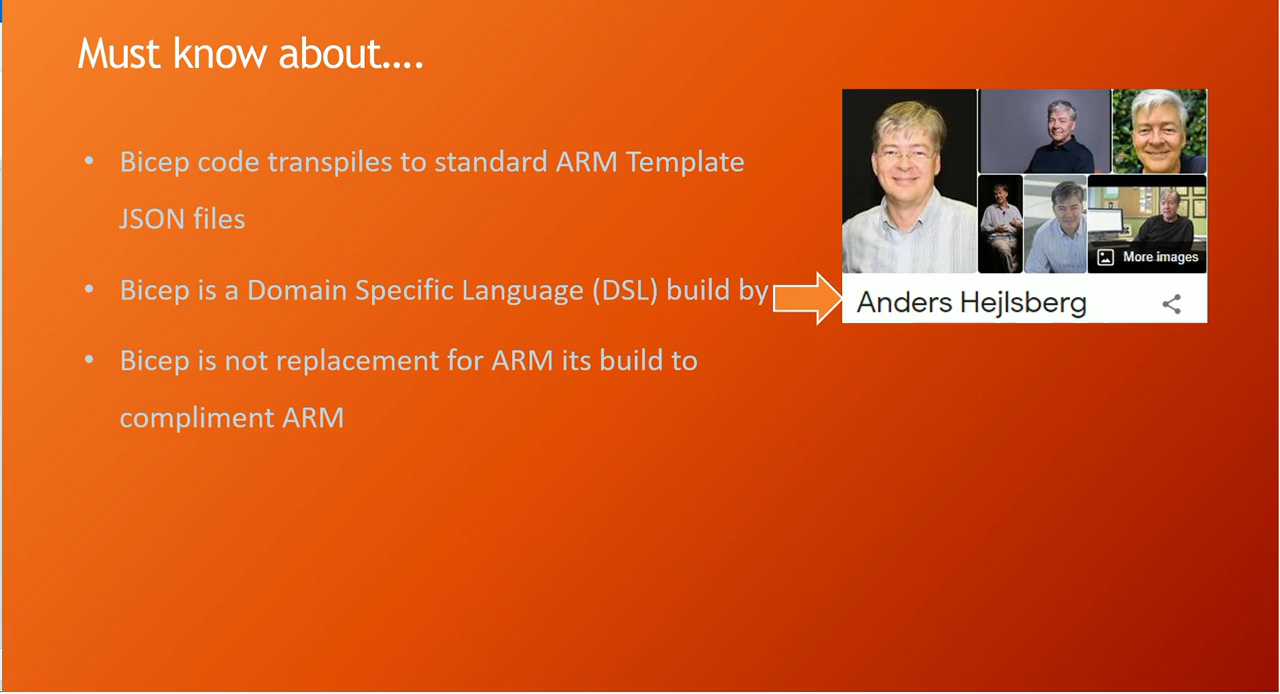 Must know about....
• Bicep code transpiles to standard ARM Template
JSON files
• Bicep is a Domain Specific Language (DSL) build by
• Bicep is not replacement for ARM its build to
compliment ARM
More images
Anders Hejlsberg